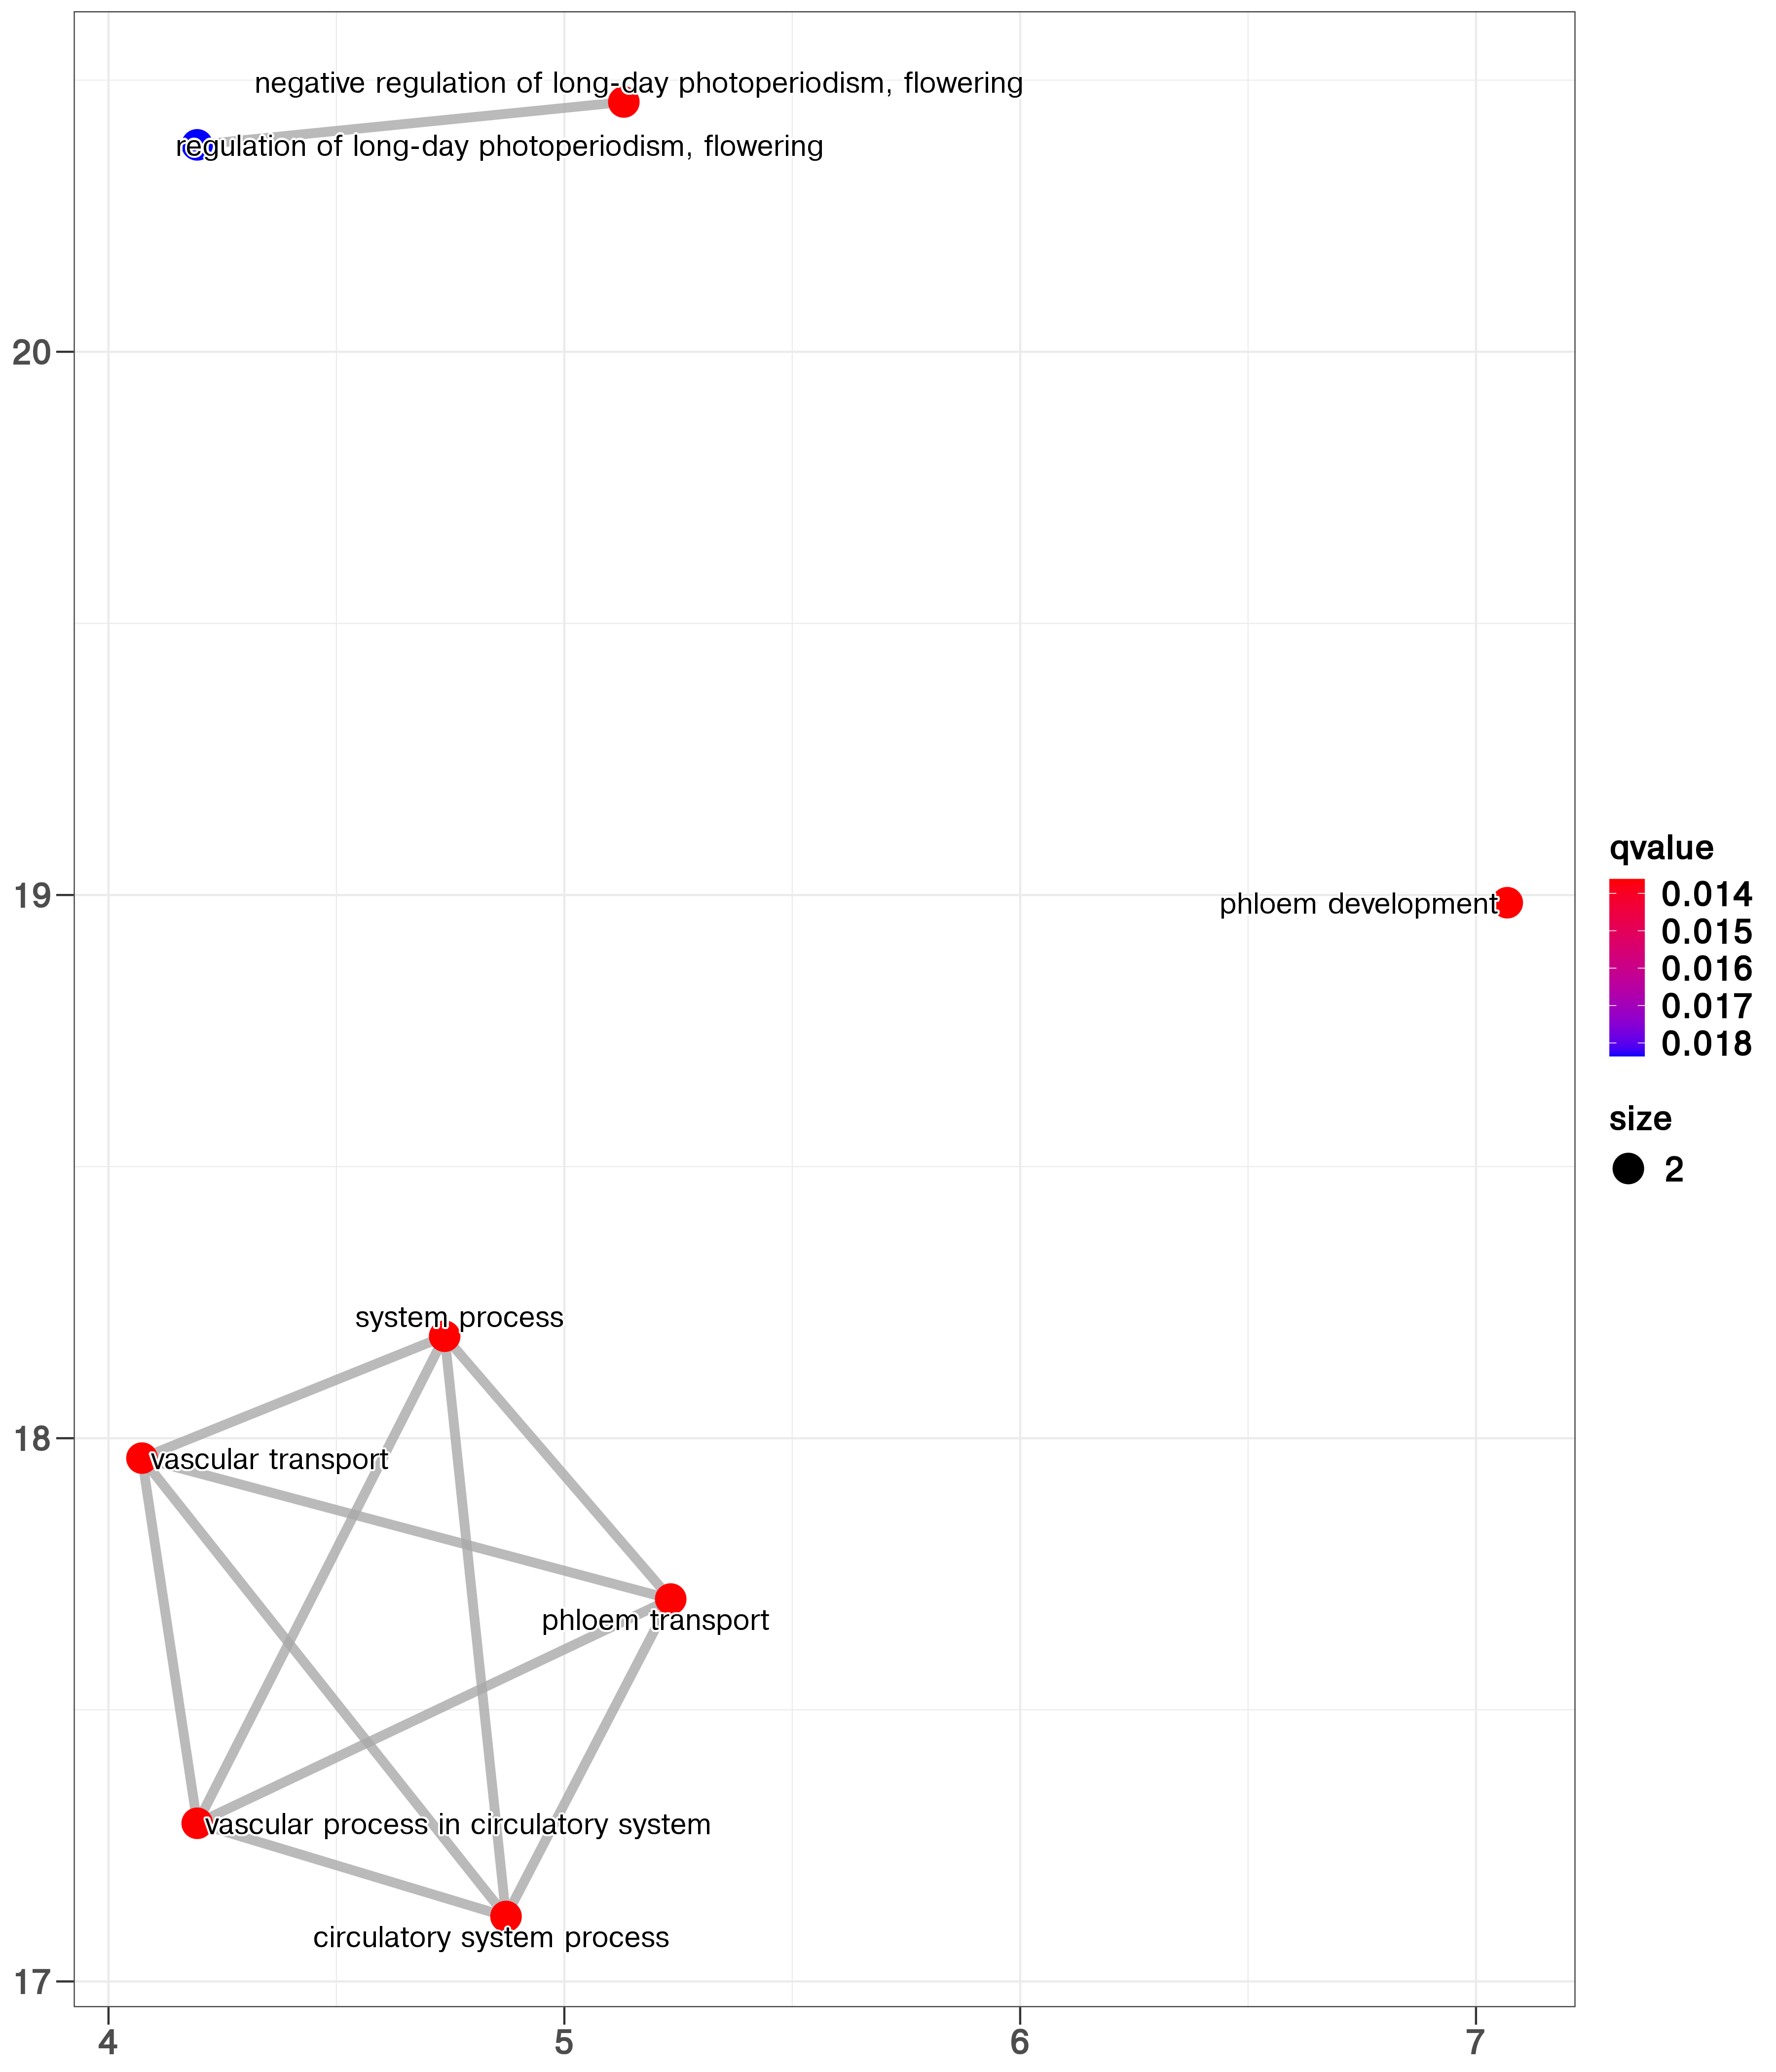 negative regulation of long-day photoperiodism, flowering
regulation of long-day photoperiodism, flowering
20
19
phloem development
system process
18
vascular transport
phloem transport
vascular process in circulatory system
circulatory system process
17
4 5 6 7
qvalue
0.014
0.015
0.016
0.017
0.018
size
2